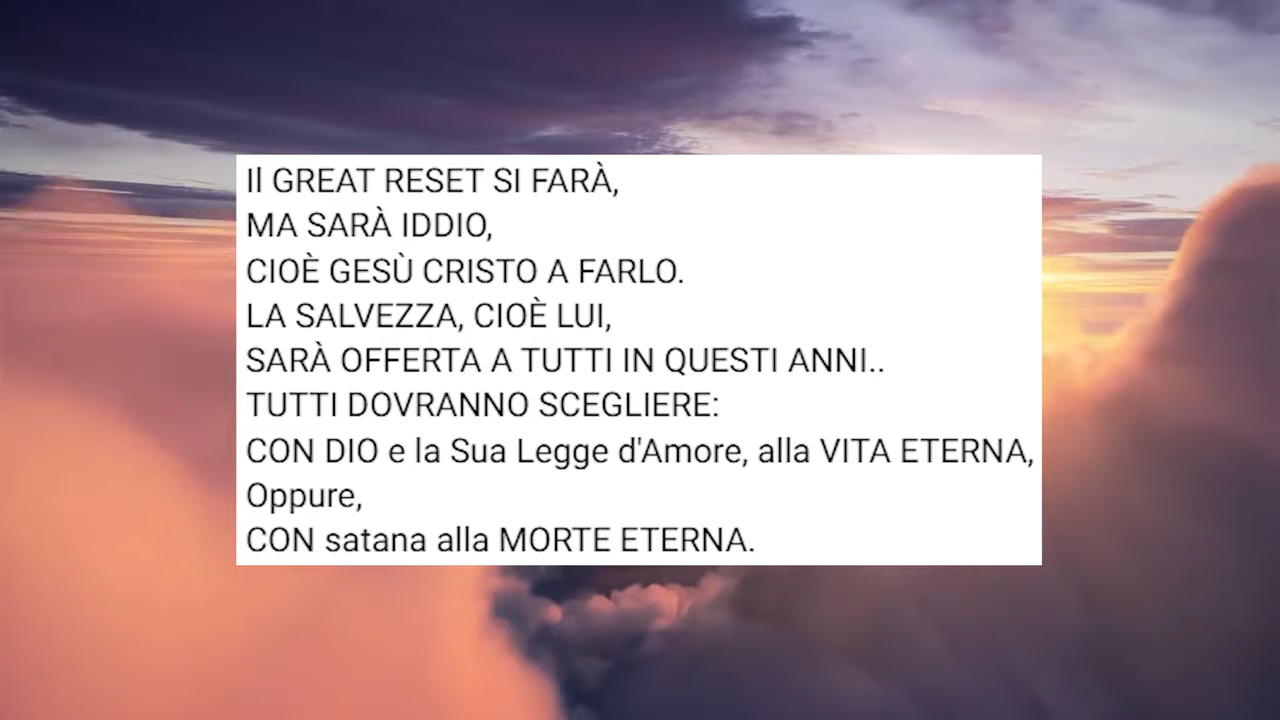 Il GREAT RESET SI FARÀ,
MA SARÀ IDDIO,
CIOÈ GESÙ CRISTO A FARLO.
LA SALVEZZA, CIOÈ LUI,
SARÀ OFFERTA A TUTTI IN QUESTI ANNI..
TUTTI DOVRANNO SCEGLIERE:
CON DIO e la Sua Legge d'Amore, alla VITA ETERNA,
Oppure,
CON satana alla MORTE ETERNA.